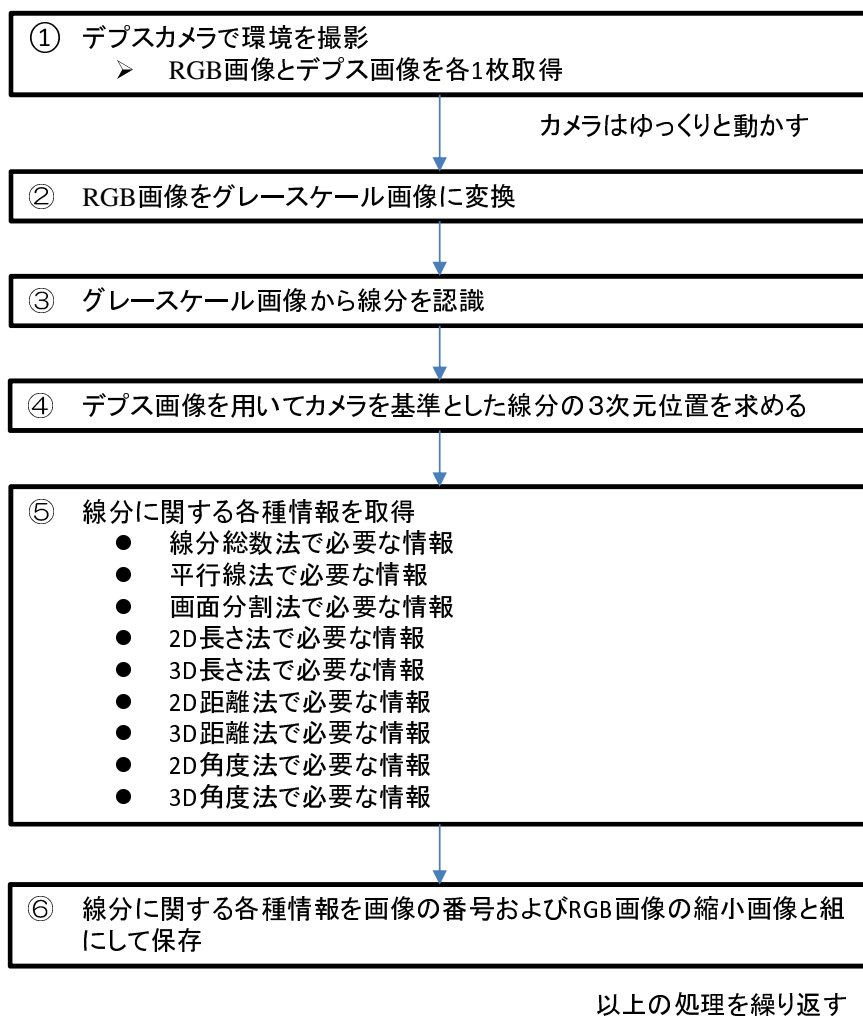 ① デプスカメラで環境を撮影
➢ RGB画像とデプス画像を各1枚取得
カメラはゆっくりと動かす
② RGB画像をグレースケール画像に変換
③ グレースケール画像から線分を認識
④ デプス画像を用いてカメラを基準とした線分の３次元位置を求める
⑤ 線分に関する各種情報を取得
● 線分総数法で必要な情報
● 平行線法で必要な情報
● 画面分割法で必要な情報
● 2D長さ法で必要な情報
● 3D長さ法で必要な情報
● 2D距離法で必要な情報
● 3D距離法で必要な情報
● 2D角度法で必要な情報
● 3D角度法で必要な情報
⑥ 線分に関する各種情報を画像の番号およびRGB画像の縮小画像と組
にして保存
以上の処理を繰り返す